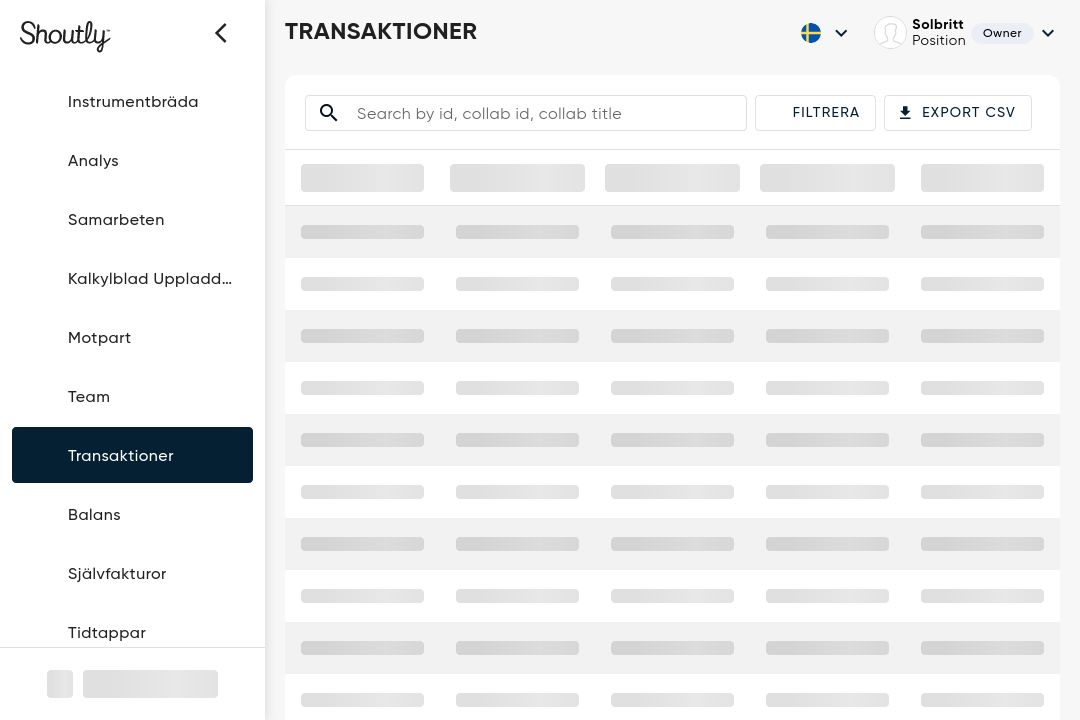 Shoutly
TRANSAKTIONER
Solbritt
Position
Owner
Instrumentbräda
Analys
Samarbeten
Kalkylblad Uppladd...
Motpart
Team
Transaktioner
Balans
Självfakturor
Tidtappar
Search by id, collab id, collab title
FILTRERA
EXPORT CSV